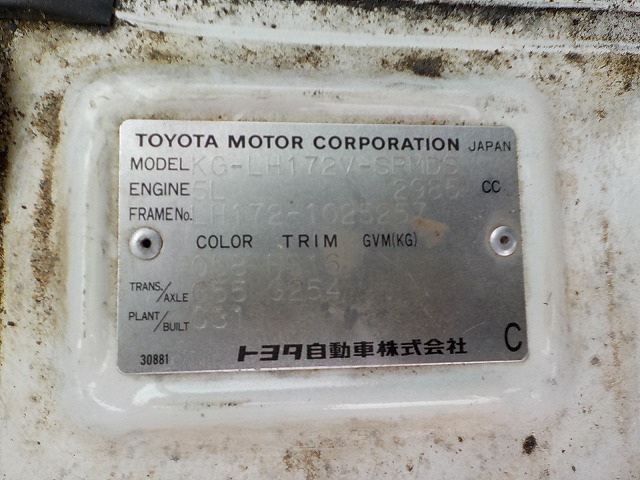 TOYOTA MOTOR CORPORATION JAPAN
MODEL KG-LH172V-SRMDS
ENGINE 5L 2985 CC
FRAME No. LH172-1025257
COLOR TRIM GVM(KG)
TRANS./AXLE G55 G254
PLANT/BUILT C31
30881 トヨタ自動車株式会社 C